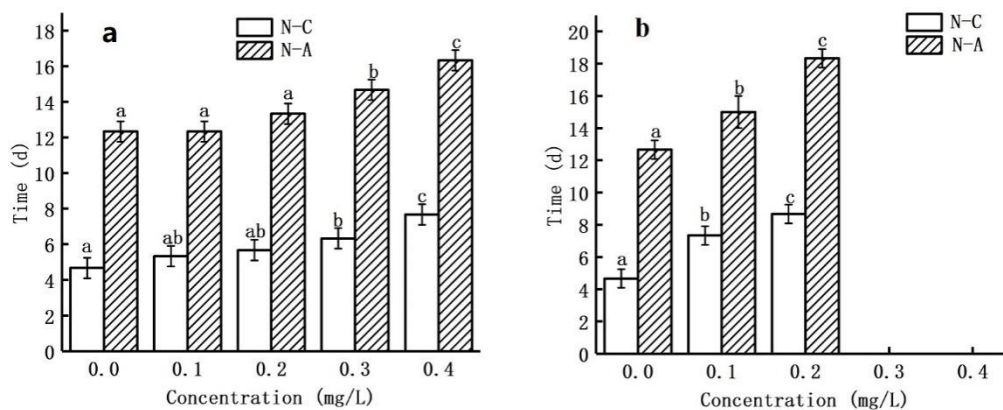 a
N-C
N-A
18
16
14
12
10
8
6
4
2
0
Time (d)
a
a
ab
a
ab
a
b
b
c
c
0.0 0.1 0.2 0.3 0.4
Concentration (mg/L)
b
N-C
N-A
20
18
16
14
12
10
8
6
4
2
0
Time (d)
a
a
b
b
c
c
0.0 0.1 0.2 0.3 0.4
Concentration (mg/L)